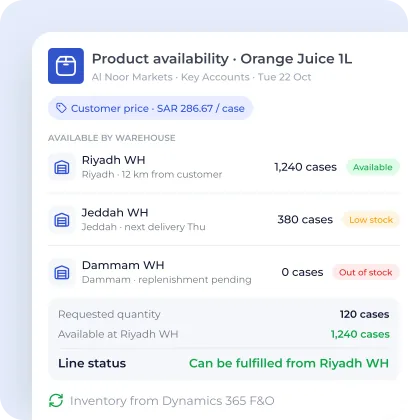 Product availability · Orange Juice 1L
Al Noor Markets · Key Accounts · Tue 22 Oct
Customer price · SAR 286.67 / case
AVAILABLE BY WAREHOUSE
Riyadh WH
Riyadh · 12 km from customer
1,240 cases
Available
Jeddah WH
Jeddah · next delivery Thu
380 cases
Low stock
Dammam WH
Dammam · replenishment pending
0 cases
Out of stock
Requested quantity 120 cases
Available at Riyadh WH 1,240 cases
Line status Can be fulfilled from Riyadh WH
Inventory from Dynamics 365 F&O